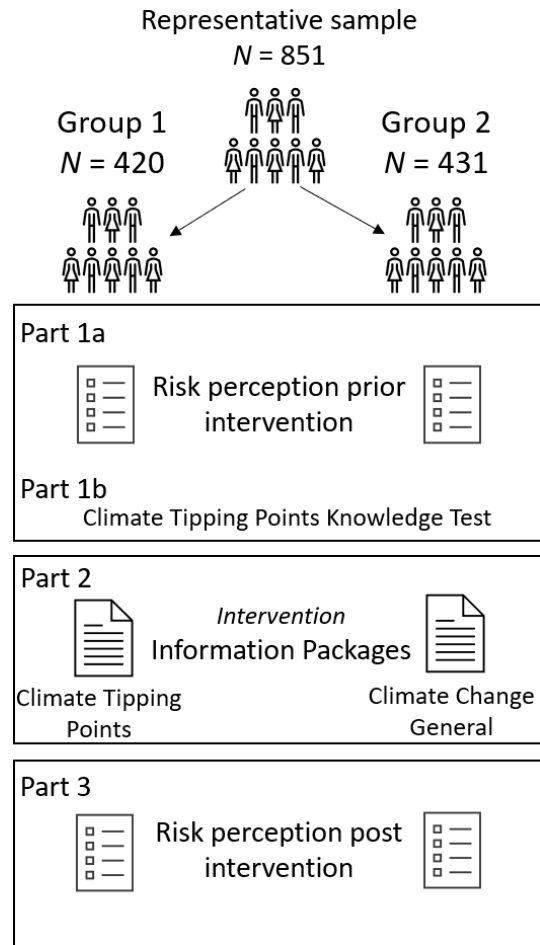 Representative sample
N = 851
Group 1
N = 420
Group 2
N = 431
Part 1a
Risk perception prior
intervention
Part 1b
Climate Tipping Points Knowledge Test
Part 2
Intervention
Information Packages
Climate Tipping
Points
Climate Change
General
Part 3
Risk perception post
intervention